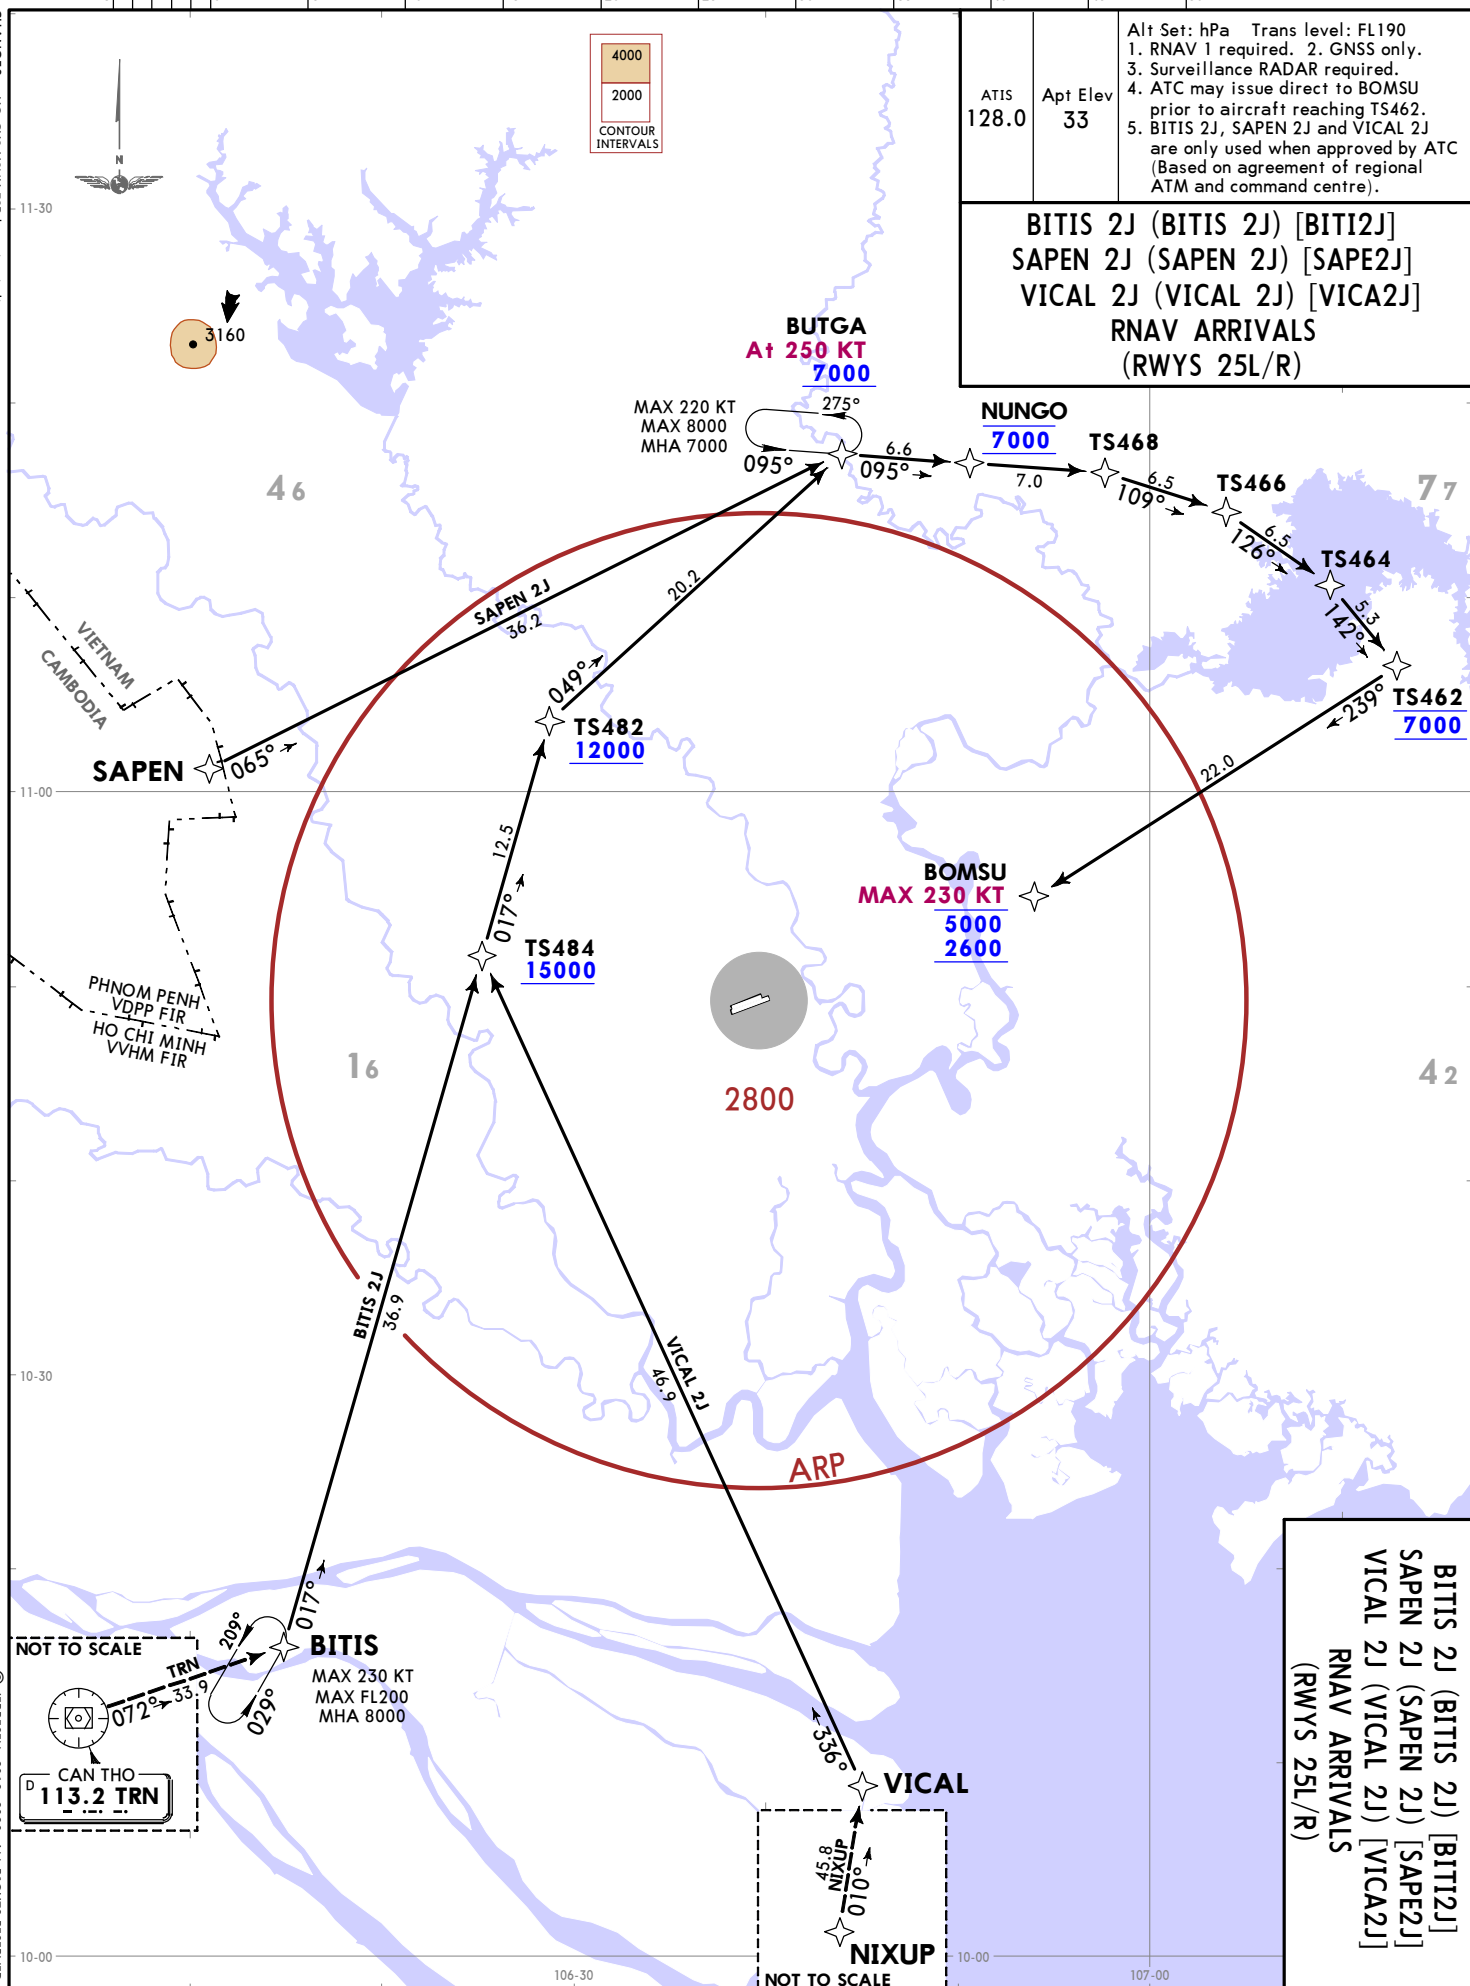 4000
2000
CONTOUR
INTERVALS
ATIS
128.0
Apt Elev
33
Alt Set: hPa Trans level: FL190
1. RNAV 1 required. 2. GNSS only.
3. Surveillance RADAR required.
4. ATC may issue direct to BOMSU
prior to aircraft reaching TS462.
5. BITIS 2J, SAPEN 2J and VICAL 2J
are only used when approved by ATC
(Based on agreement of regional
ATM and command centre).
BITIS 2J (BITIS 2J) [BITI2J]
SAPEN 2J (SAPEN 2J) [SAPE2J]
VICAL 2J (VICAL 2J) [VICA2J]
RNAV ARRIVALS
(RWYS 25L/R)
N
11-30
3160
BUTGA
At 250 KT
7000
MAX 220 KT
MAX 8000
MHA 7000
275°
095°
6.6
095°
NUNGO
7000
7.0
TS468
6.5
109°
TS466
6.5
126°
TS464
5.3
142°
TS462
7000
239°
22.0
46
77
VIETNAM
CAMBODIA
SAPEN 2J
36.2
20.2
049°
TS482
12000
SAPEN
065°
11-00
12.5
017°
TS484
15000
BOMSU
MAX 230 KT
5000
2600
PHNOM PENH
VDPP FIR
HO CHI MINH
VVHM FIR
16
42
2800
BITIS 2J
36.9
VICAL 2J
46.9
10-30
ARP
017°
209°
029°
BITIS
MAX 230 KT
MAX FL200
MHA 8000
NOT TO SCALE
TRN
072°
33.9
CAN THO
D 113.2 TRN
336°
VICAL
45.8
NIXUP
010°
NIXUP
NOT TO SCALE
10-00
10-00
106-30
107-00
BITIS 2J (BITIS 2J) [BITI2J]
SAPEN 2J (SAPEN 2J) [SAPE2J]
VICAL 2J (VICAL 2J) [VICA2J]
RNAV ARRIVALS
(RWYS 25L/R)